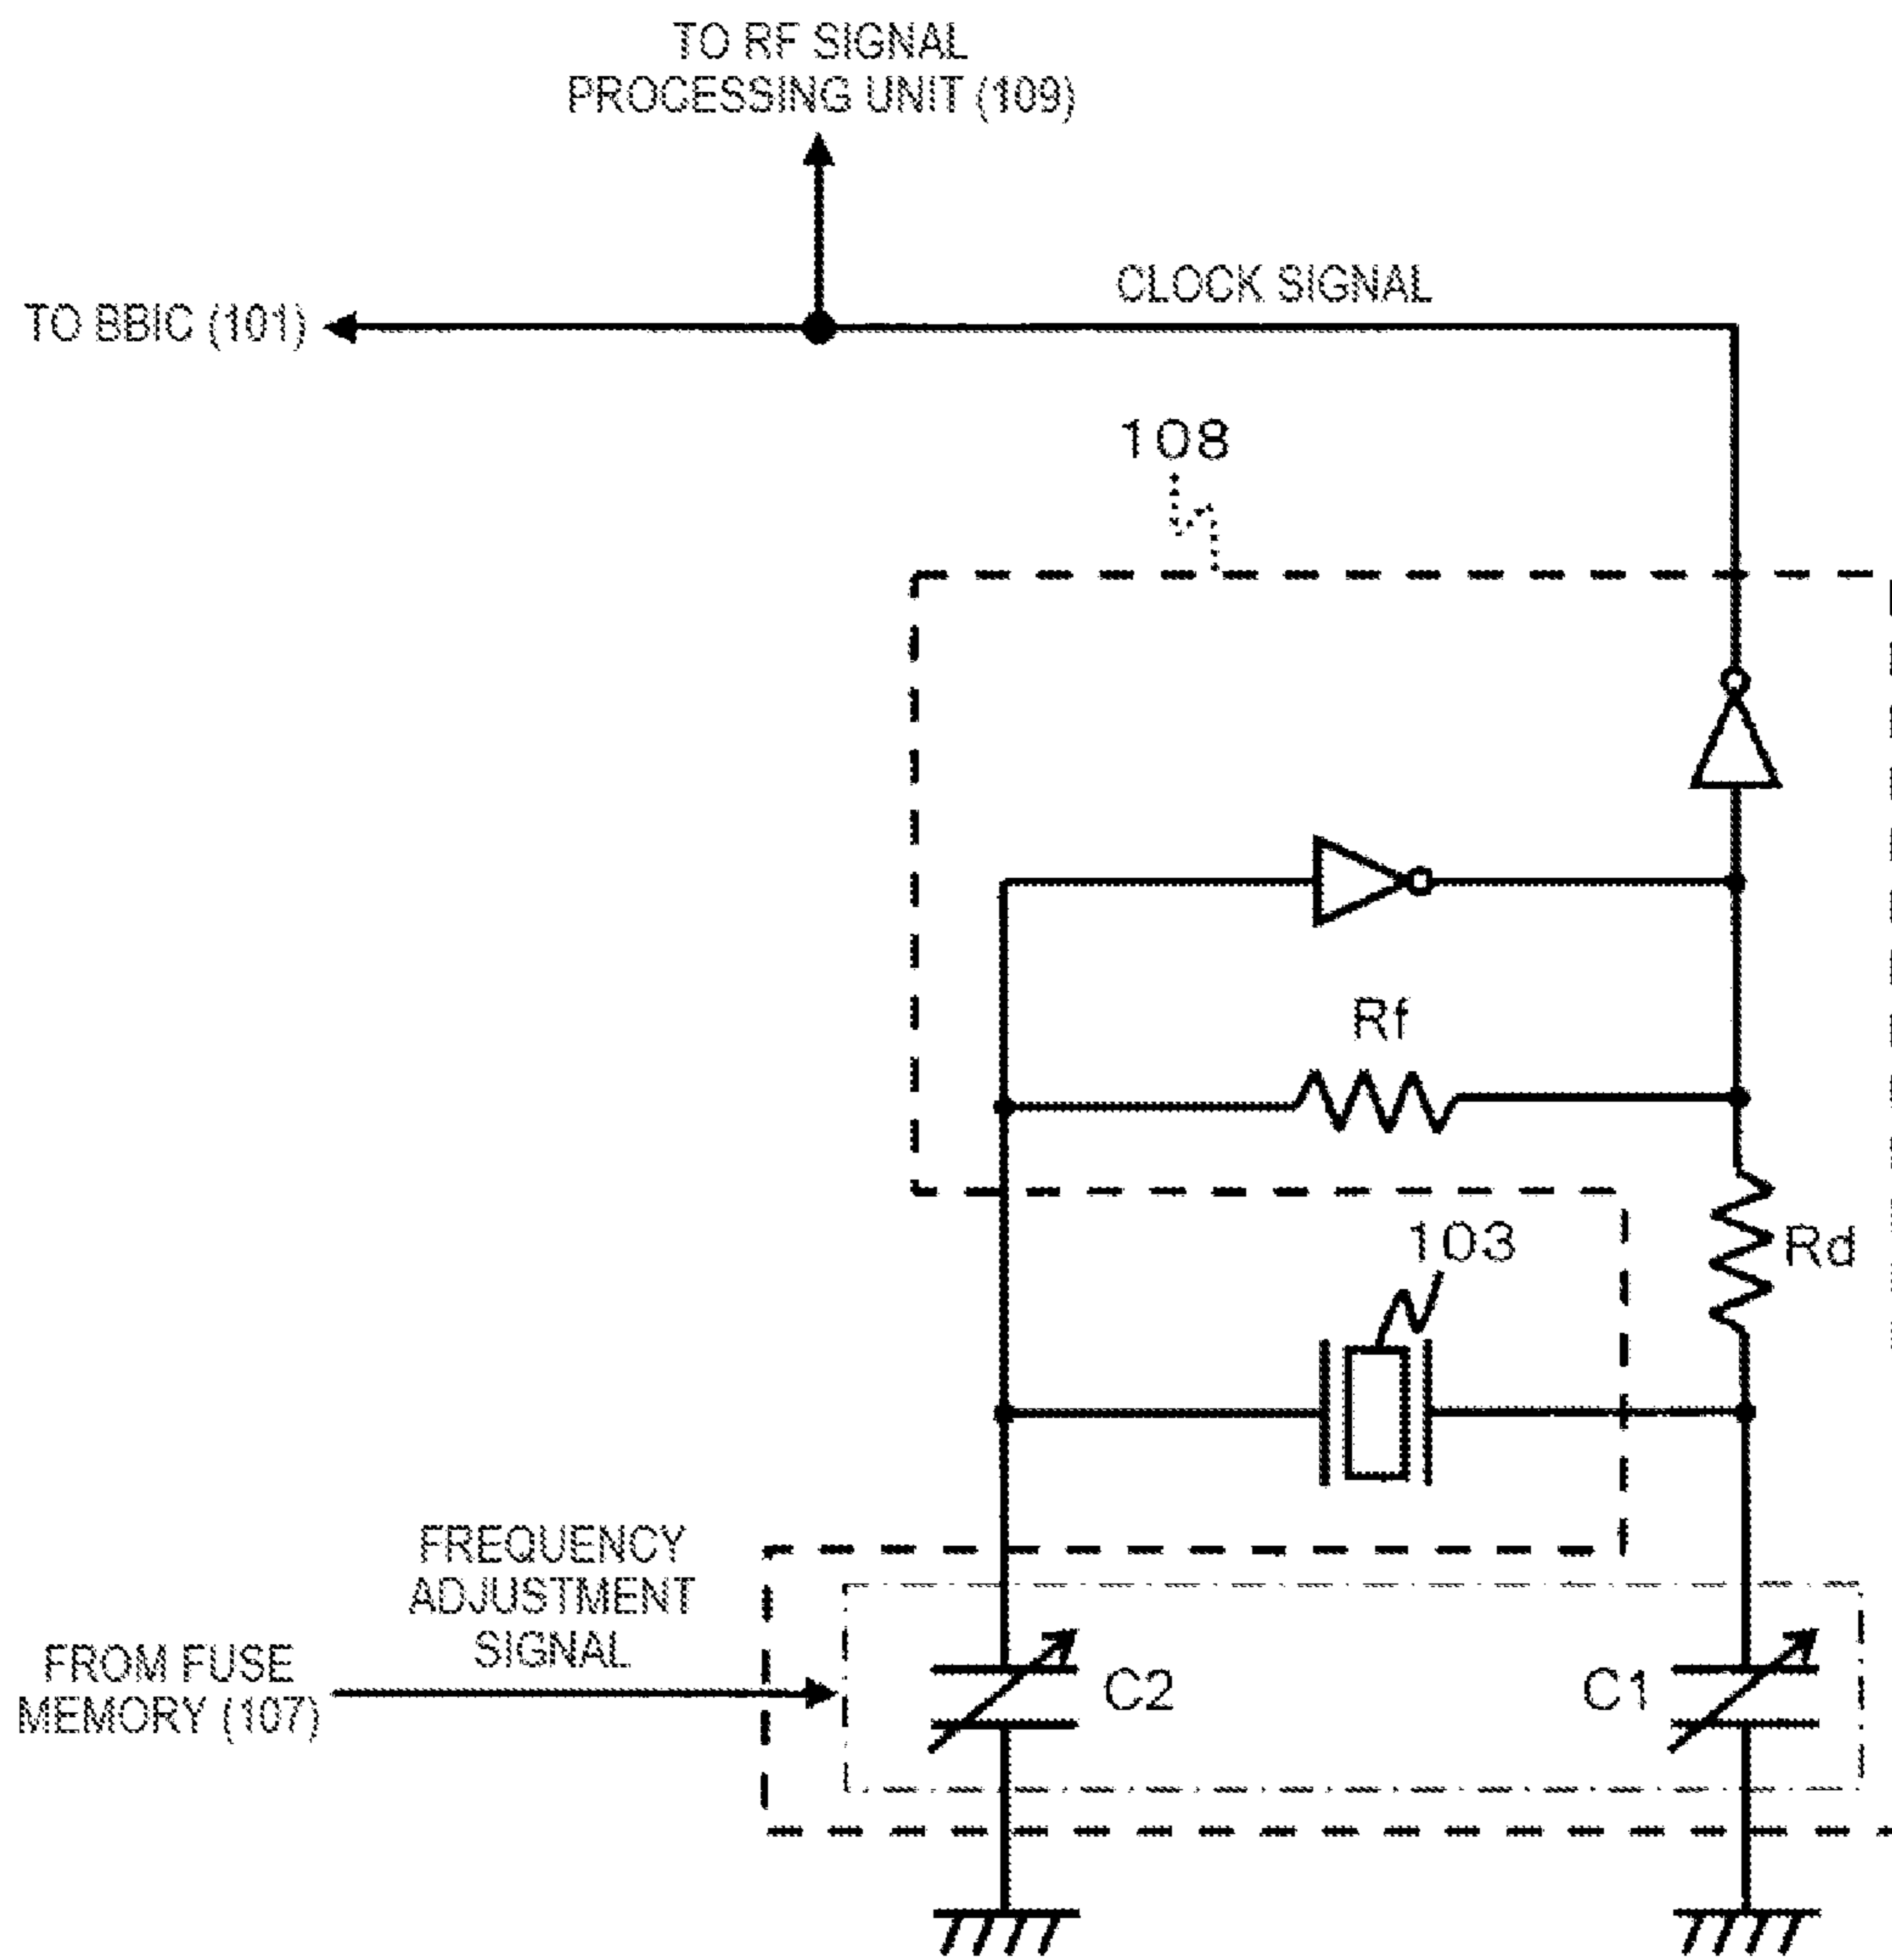 TO RF SIGNAL
PROCESSING UNIT (109)
CLOCK SIGNAL
TO BBIC (101)
108
Rf
103
Rd
FREQUENCY
ADJUSTMENT
SIGNAL
FROM FUSE
MEMORY (107)
C2
C1